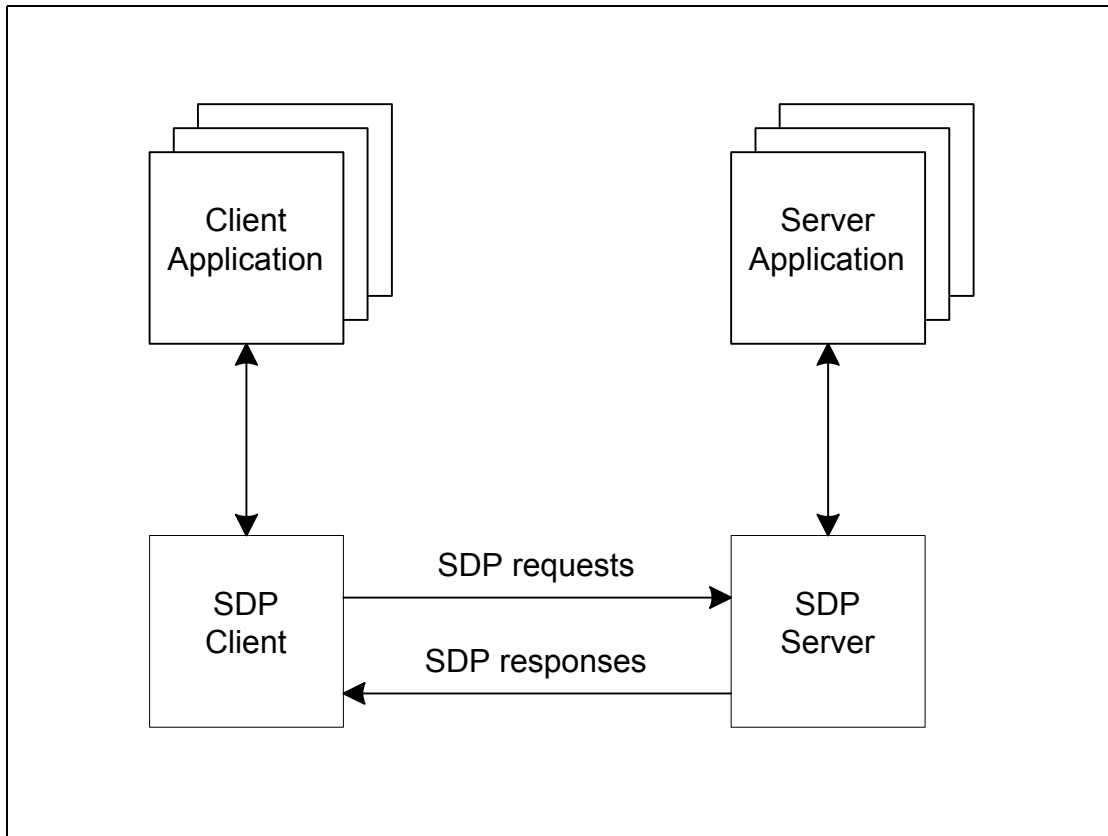 Client
Application
Server
Application
SDP requests
SDP
Client
SDP
Server
SDP responses